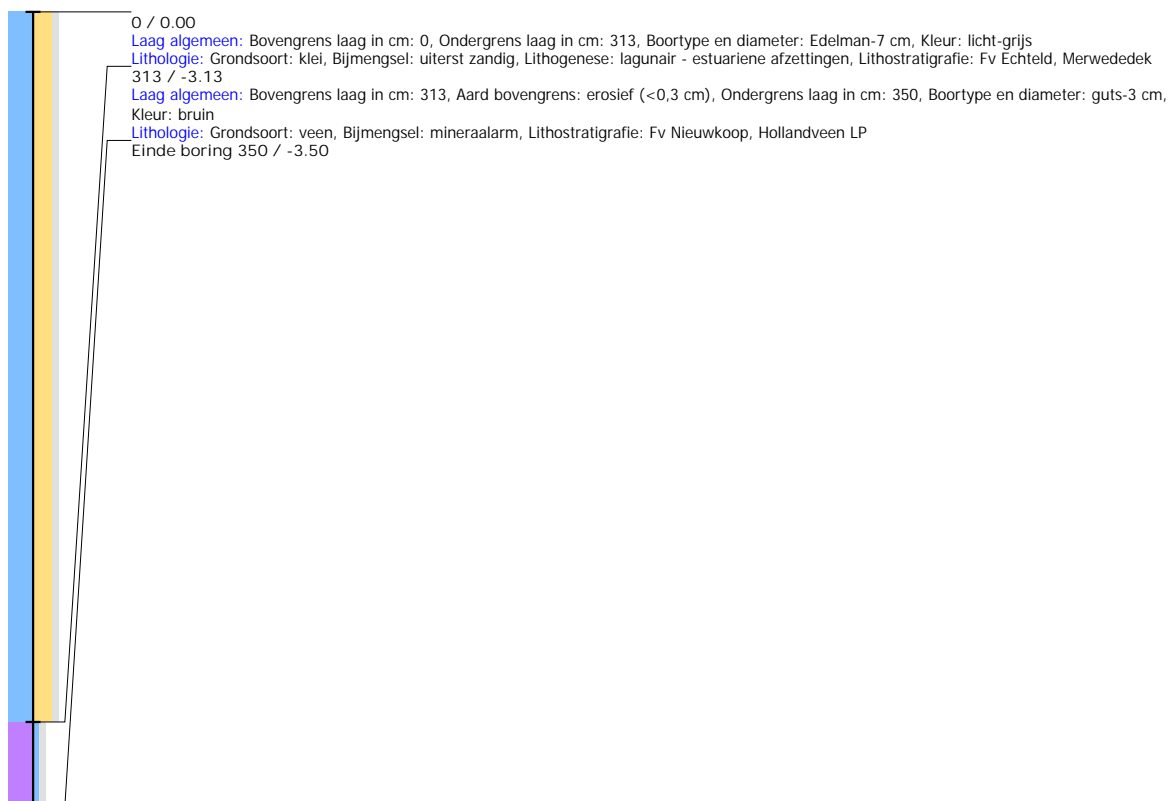 0 / 0.00
Laag algemeen: Bovengrens laag in cm: 0, Ondergrens laag in cm: 313, Boortype en diameter: Edelman-7 cm, Kleur: licht-grijs
Lithologie: Grondsoort: klei, Bijmengsel: uiterst zandig, Lithogenese: lagunair - estuariene afzettingen, Lithostratigrafie: Fv Echteld, Merwededek
313 / -3.13
Laag algemeen: Bovengrens laag in cm: 313, Aard bovengrens: erosief (<0,3 cm), Ondergrens laag in cm: 350, Boortype en diameter: guts-3 cm,
Kleur: bruin
Lithologie: Grondsoort: veen, Bijmengsel: mineraalarm, Lithostratigrafie: Fv Nieuwkoop, Hollandveen LP
Einde boring 350 / -3.50